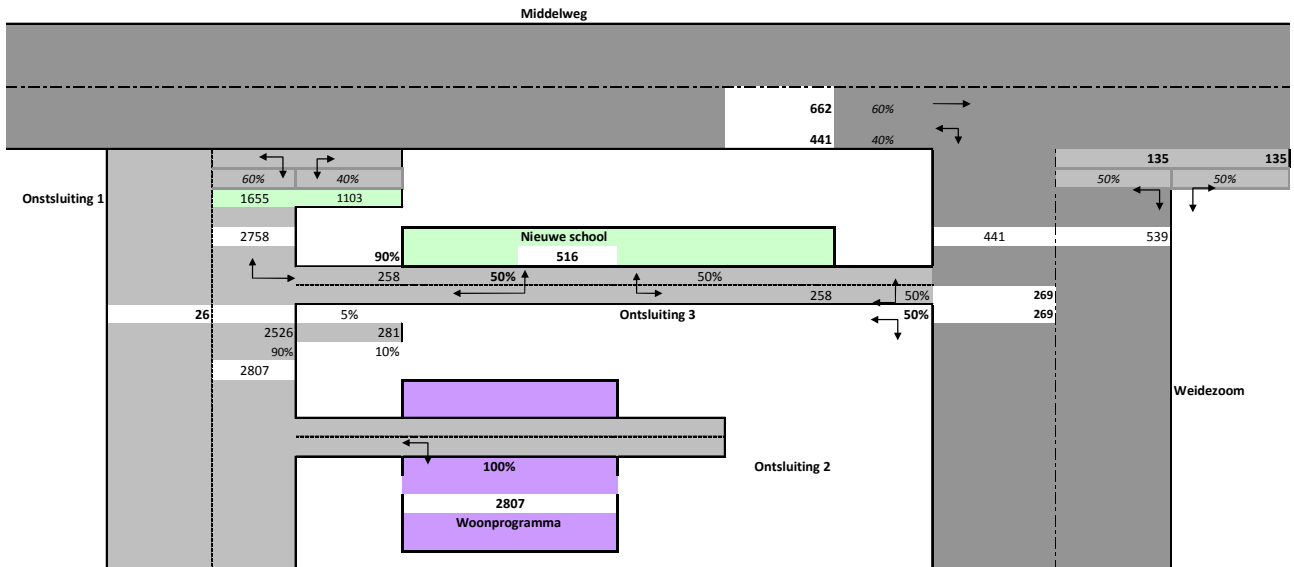 Middelweg
662 60%
441 40%
135 135
60% 40% 50% 50%
Onstsluiting 1 1655 1103
2758 Nieuwe school 441 539
90% 516
258 50% 50%
258 50% 269
26 5% Ontsluiting 3 50% 269
2526 281
90% 10%
2807
Weidezoom
100% Ontsluiting 2
2807
Woonprogramma